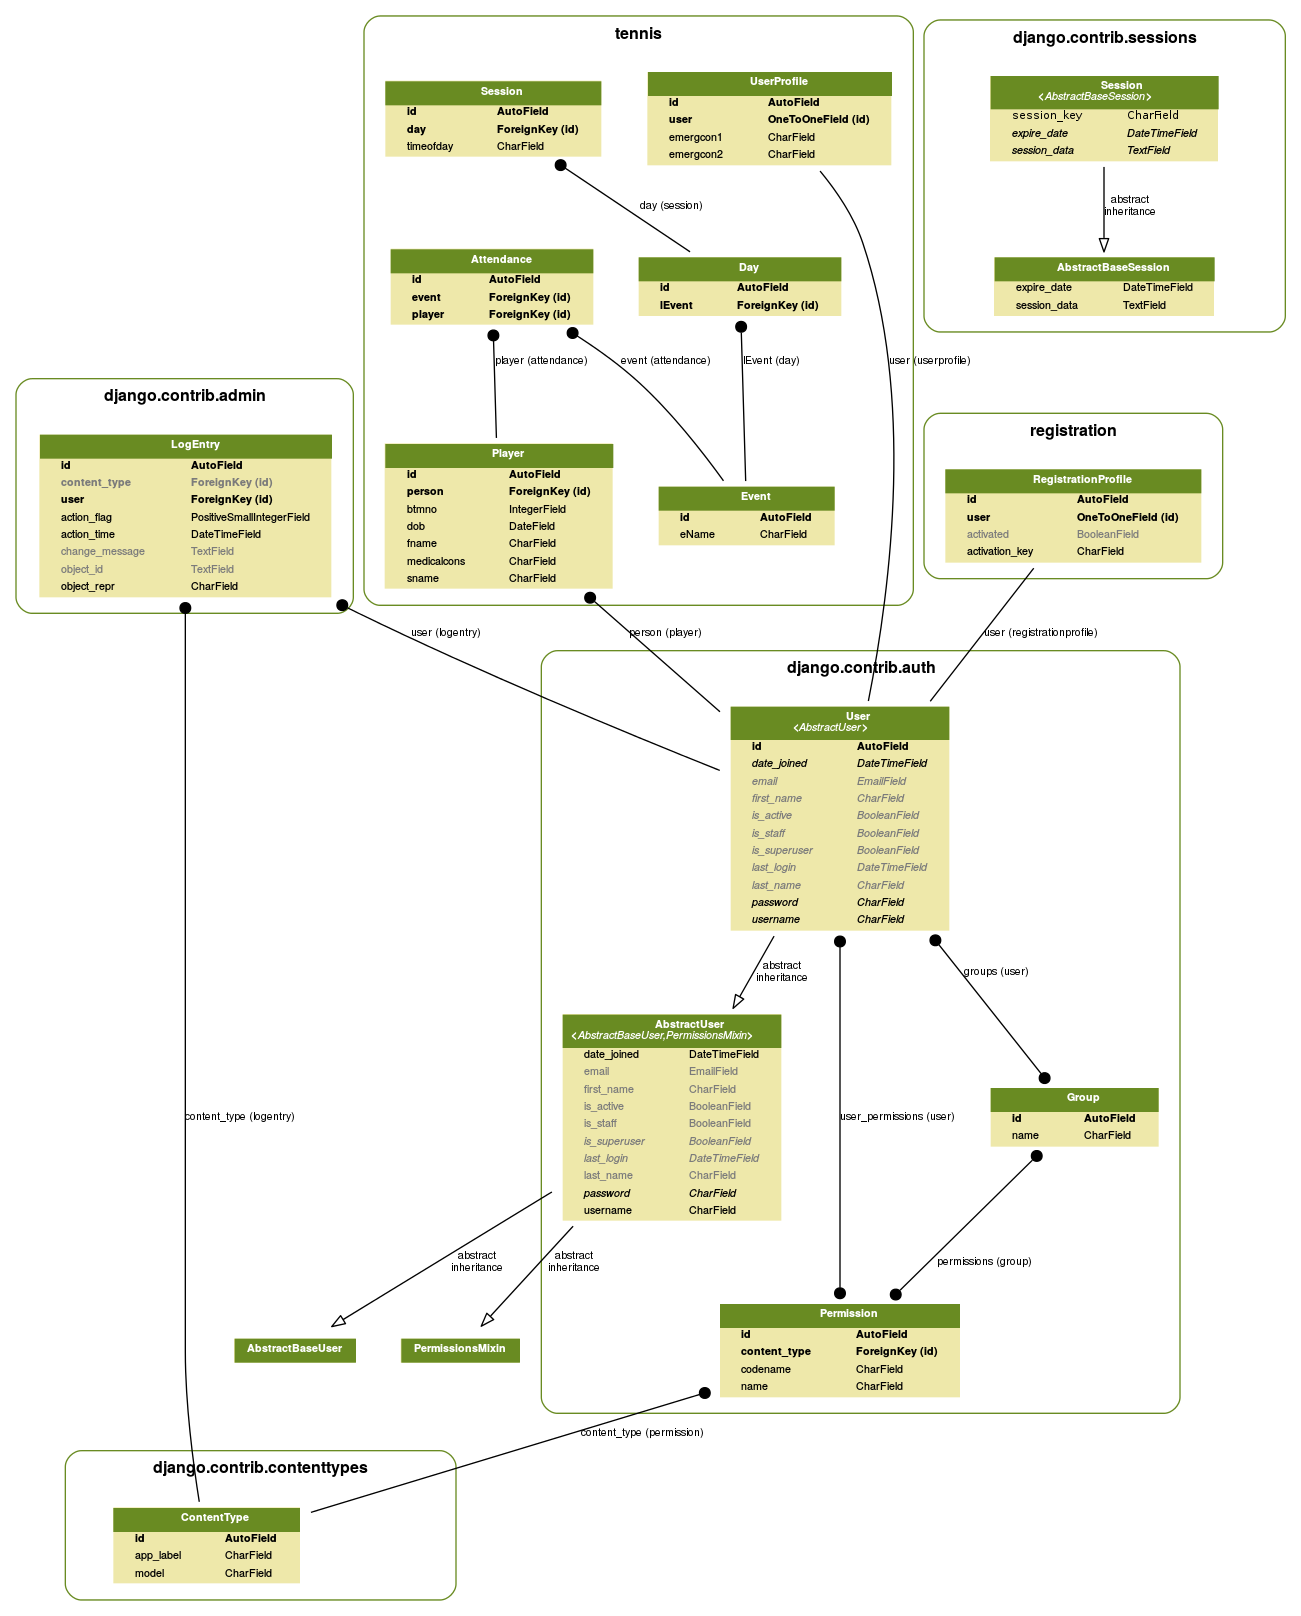 tennis
Session
id AutoField
day ForeignKey (id)
timeofday CharField
UserProfile
id AutoField
user OneToOneField (id)
emergcon1 CharField
emergcon2 CharField
day (session)
Attendance
id AutoField
event ForeignKey (id)
player ForeignKey (id)
Day
id AutoField
IEvent ForeignKey (id)
player (attendance)
event (attendance)
IEvent (day)
user (userprofile)
Player
id AutoField
person ForeignKey (id)
btmno IntegerField
dob DateField
fname CharField
medicalcons CharField
sname CharField
Event
id AutoField
eName CharField
django.contrib.sessions
Session
<AbstractBaseSession>
session_key CharField
expire_date DateTimeField
session_data TextField
abstract
inheritance
AbstractBaseSession
expire_date DateTimeField
session_data TextField
django.contrib.admin
LogEntry
id AutoField
content_type ForeignKey (id)
user ForeignKey (id)
action_flag PositiveSmallIntegerField
action_time DateTimeField
change_message TextField
object_id TextField
object_repr CharField
registration
RegistrationProfile
id AutoField
user OneToOneField (id)
activated BooleanField
activation_key CharField
user (logentry)
person (player)
user (registrationprofile)
django.contrib.auth
User
<AbstractUser>
id AutoField
date_joined DateTimeField
email EmailField
first_name CharField
is_active BooleanField
is_staff BooleanField
is_superuser BooleanField
last_login DateTimeField
last_name CharField
password CharField
username CharField
abstract
inheritance
groups (user)
AbstractUser
<AbstractBaseUser,PermissionsMixin>
date_joined DateTimeField
email EmailField
first_name CharField
is_active BooleanField
is_staff BooleanField
is_superuser BooleanField
last_login DateTimeField
last_name CharField
password CharField
username CharField
content_type (logentry)
user_permissions (user)
Group
id AutoField
name CharField
abstract
inheritance
abstract
inheritance
permissions (group)
AbstractBaseUser
PermissionsMixin
Permission
id AutoField
content_type ForeignKey (id)
codename CharField
name CharField
content_type (permission)
django.contrib.contenttypes
ContentType
id AutoField
app_label CharField
model CharField